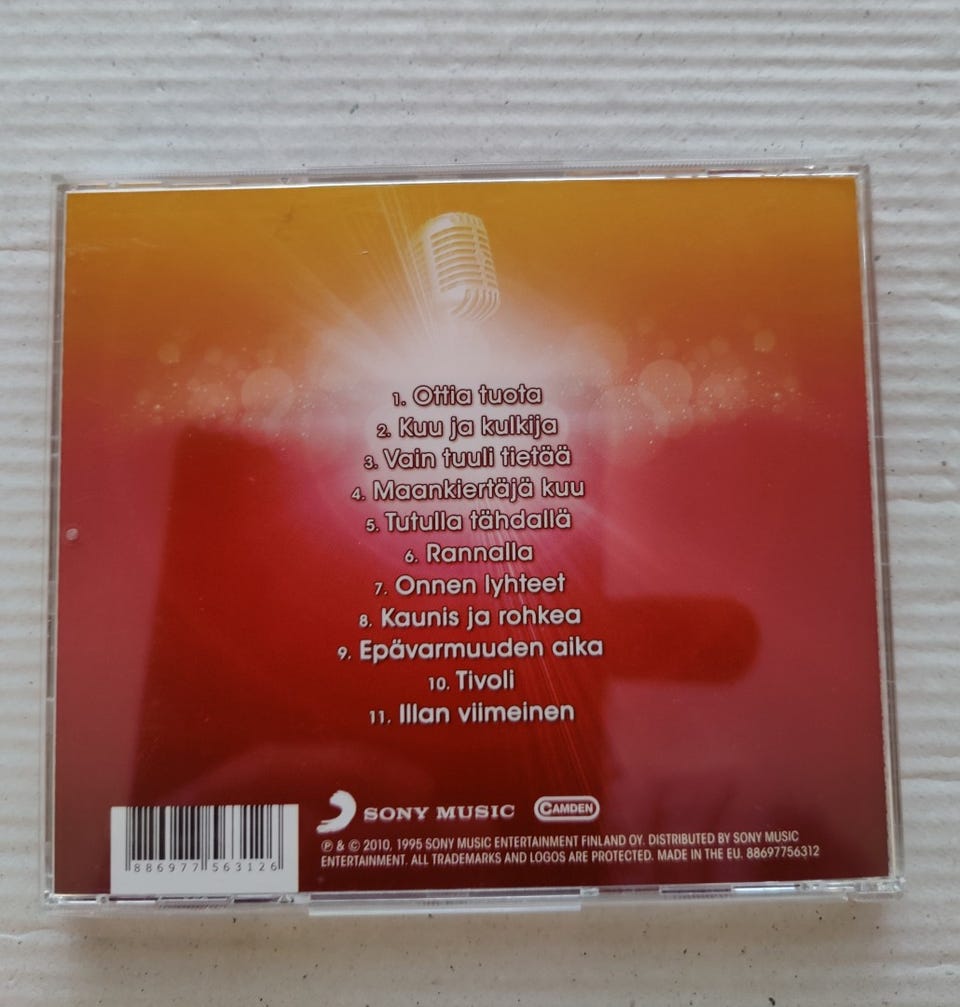 1. Ottia tuota
2. Kuu ja kulkija
3. Vain tuuli tietää
4. Maankiertäjä kuu
5. Tutulla tähdallä
6. Rannalla
7. Onnen lyhteet
8. Kaunis ja rohkea
9. Epävarmuuden aika
10. Tivoli
11. Illan viimeinen
SONY MUSIC CAMDEN
℗ & © 2010, 1995 SONY MUSIC ENTERTAINMENT FINLAND OY. DISTRIBUTED BY SONY MUSIC
ENTERTAINMENT. ALL TRADEMARKS AND LOGOS ARE PROTECTED. MADE IN THE EU. 88697756312
886977 563126